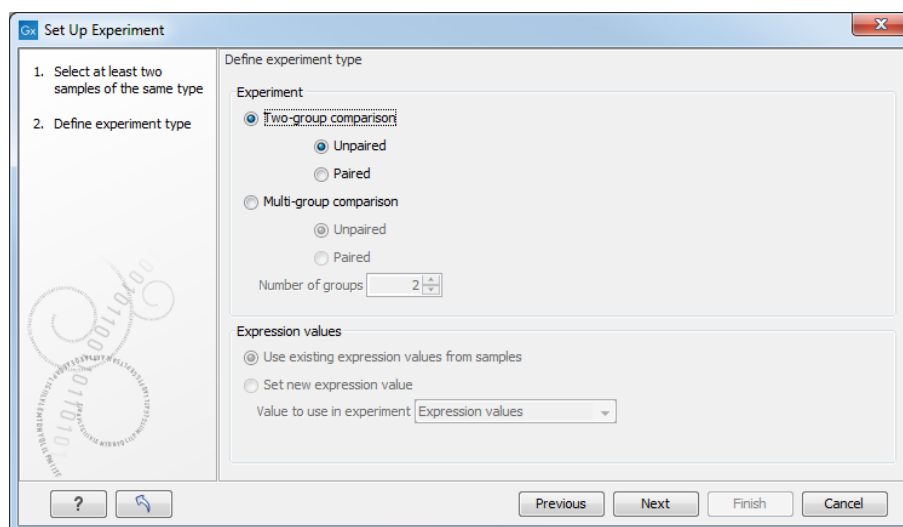 Gx Set Up Experiment
1. Select at least two
samples of the same type
2. Define experiment type
Define experiment type
Experiment
Two-group comparison
Unpaired
Paired
Multi-group comparison
Unpaired
Paired
Number of groups 2
Expression values
Use existing expression values from samples
Set new expression value
Value to use in experiment Expression values
? Previous Next Finish Cancel